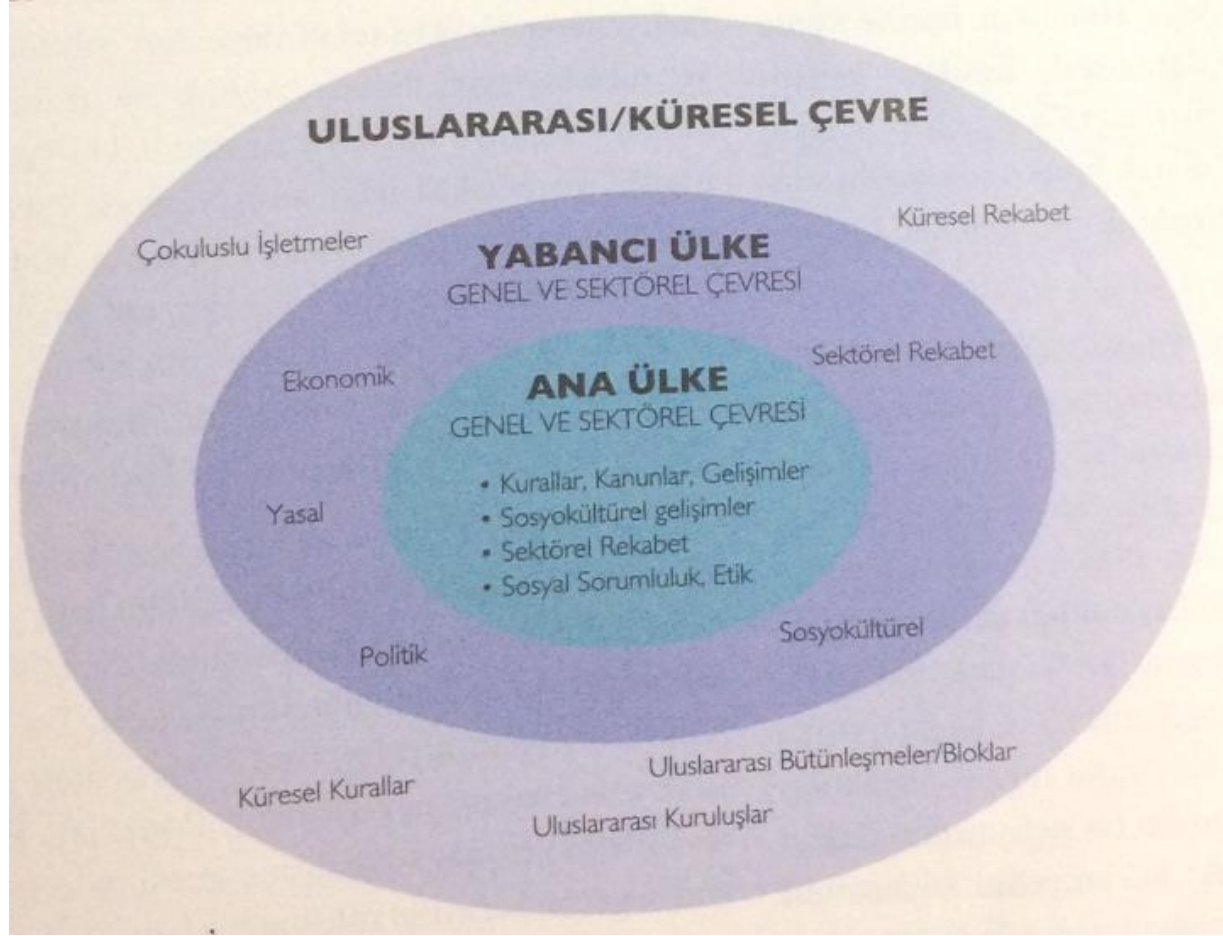 ULUSLARARASI/KÜRESEL ÇEVRE
Küresel Rekabet
Çokuluslu İşletmeler
YABANCI ÜLKE
GENEL VE SEKTÖREL ÇEVRESİ
Sektörel Rekabet
Ekonomik
ANA ÜLKE
GENEL VE SEKTÖREL ÇEVRESİ
• Kurallar, Kanunlar, Gelişimler
• Sosyokültürel gelişimler
• Sektörel Rekabet
• Sosyal Sorumluluk, Etik
Yasal
Sosyokültürel
Politik
Uluslararası Bütünleşmeler/Bloklar
Küresel Kurallar
Uluslararası Kuruluşlar